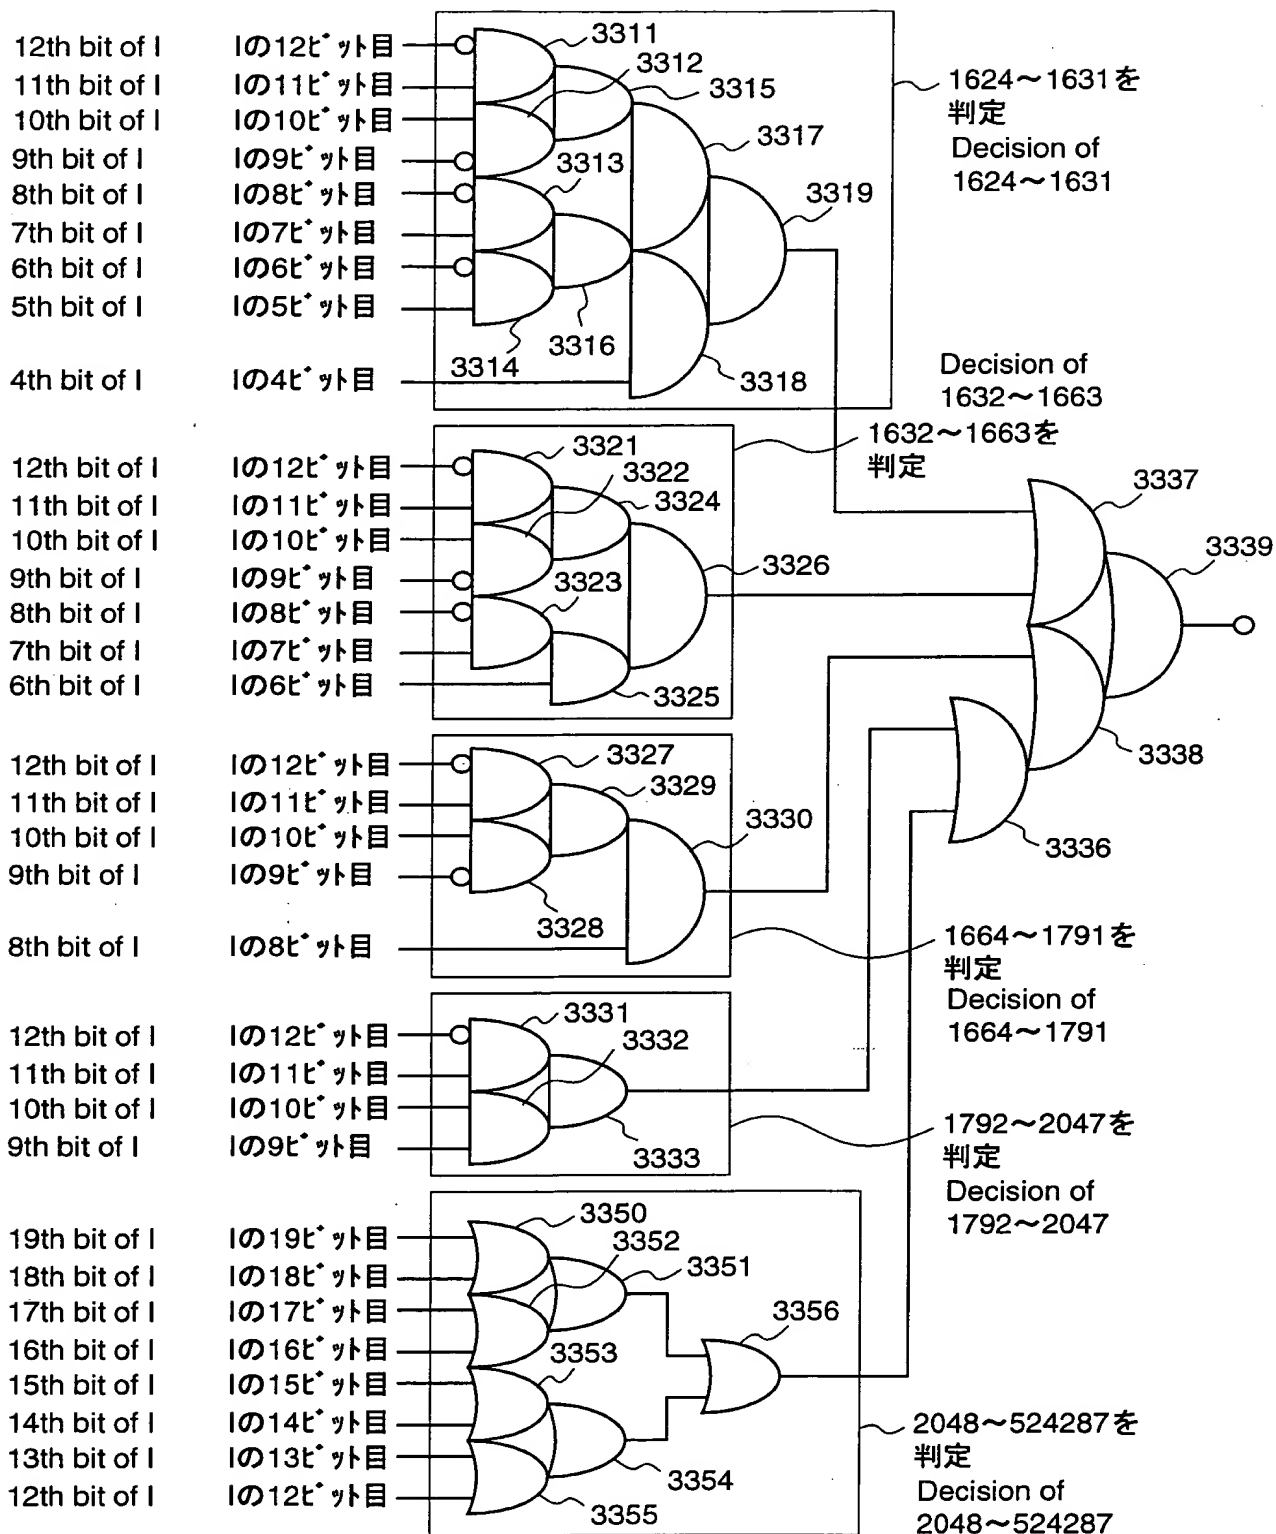 12th bit of I Iの12ビット目
11th bit of I Iの11ビット目
10th bit of I Iの10ビット目
9th bit of I Iの9ビット目
8th bit of I Iの8ビット目
7th bit of I Iの7ビット目
6th bit of I Iの6ビット目
5th bit of I Iの5ビット目
4th bit of I Iの4ビット目
3311
3312
3315
3313
3317
3319
3314
3316
3318
1624～1631を
判定
Decision of
1624～1631
12th bit of I Iの12ビット目
11th bit of I Iの11ビット目
10th bit of I Iの10ビット目
9th bit of I Iの9ビット目
8th bit of I Iの8ビット目
7th bit of I Iの7ビット目
6th bit of I Iの6ビット目
3321
3322
3324
3323
3326
3325
Decision of
1632～1663
1632～1663を
判定
3337
3339
3338
3336
12th bit of I Iの12ビット目
11th bit of I Iの11ビット目
10th bit of I Iの10ビット目
9th bit of I Iの9ビット目
8th bit of I Iの8ビット目
3327
3329
3330
3328
1664～1791を
判定
Decision of
1664～1791
12th bit of I Iの12ビット目
11th bit of I Iの11ビット目
10th bit of I Iの10ビット目
9th bit of I Iの9ビット目
3331
3332
3333
1792～2047を
判定
Decision of
1792～2047
19th bit of I Iの19ビット目
18th bit of I Iの18ビット目
17th bit of I Iの17ビット目
16th bit of I Iの16ビット目
15th bit of I Iの15ビット目
14th bit of I Iの14ビット目
13th bit of I Iの13ビット目
12th bit of I Iの12ビット目
3350
3352
3351
3356
3353
3354
3355
2048～524287を
判定
Decision of
2048～524287